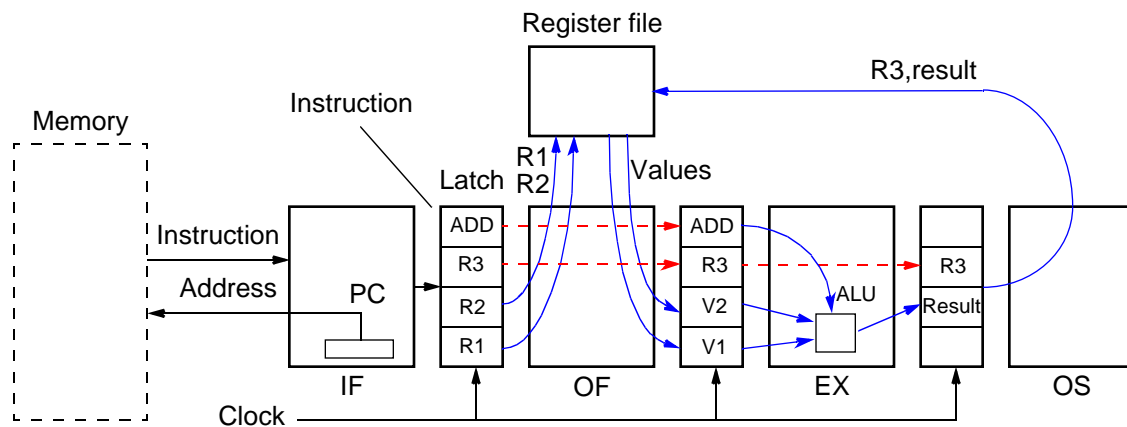 Register file
R3,result
Instruction
Memory
R1
R2
Values
Latch
ADD
ADD
Instruction
R3
R3
R3
Address
PC
R2
V2
ALU
Result
R1
V1
IF
OF
EX
OS
Clock